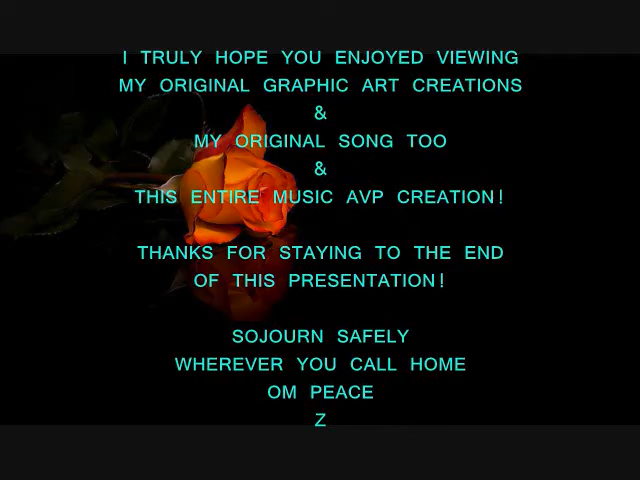 I TRULY HOPE YOU ENJOYED VIEWING
MY ORIGINAL GRAPHIC ART CREATIONS
&
MY ORIGINAL SONG TOO
&
THIS ENTIRE MUSIC AVP CREATION!
THANKS FOR STAYING TO THE END
OF THIS PRESENTATION!
SOJOURN SAFELY
WHEREVER YOU CALL HOME
OM PEACE
Z